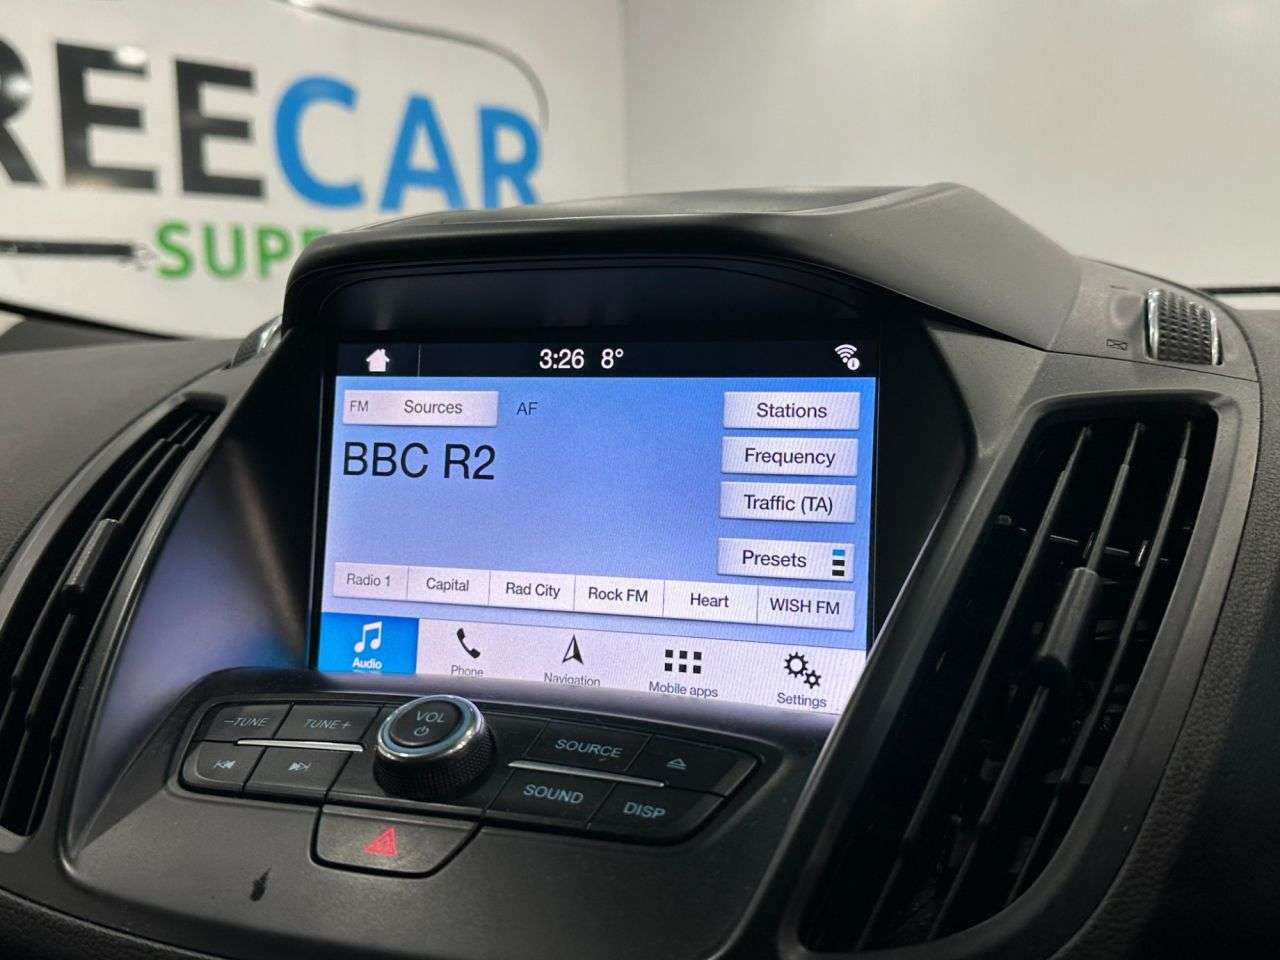 REECAR
SUP
3:26 8°
FM Sources AF
Stations
BBC R2
Frequency
Traffic (TA)
Presets
Radio 1 Capital Rad City Rock FM Heart WISH FM
Audio Phone Navigation Mobile apps Settings
−TUNE TUNE+ VOL SOURCE
SOUND DISP